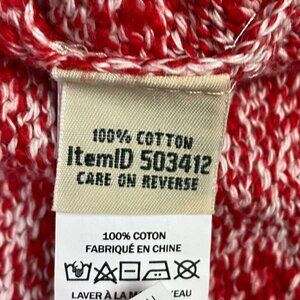 100% COTTON
ItemID 503412
CARE ON REVERSE
100% COTON
FABRIQUÉ EN CHINE
LAVER À LA